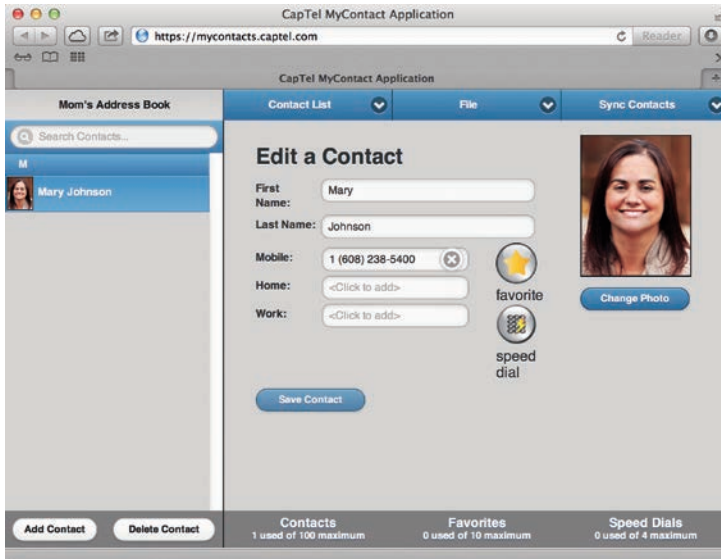 CapTel MyContact Application
https://mycontacts.captel.com
Reader
CapTel MyContact Application
Mom's Address Book
Contact List
File
Sync Contacts
Search Contacts...
M
Mary Johnson
Edit a Contact
First Name:
Mary
Last Name:
Johnson
Mobile:
1 (608) 238-5400
Home:
<Click to add>
Work:
<Click to add>
favorite
speed
dial
Change Photo
Save Contact
Add Contact
Delete Contact
Contacts
1 used of 100 maximum
Favorites
0 used of 10 maximum
Speed Dials
0 used of 4 maximum